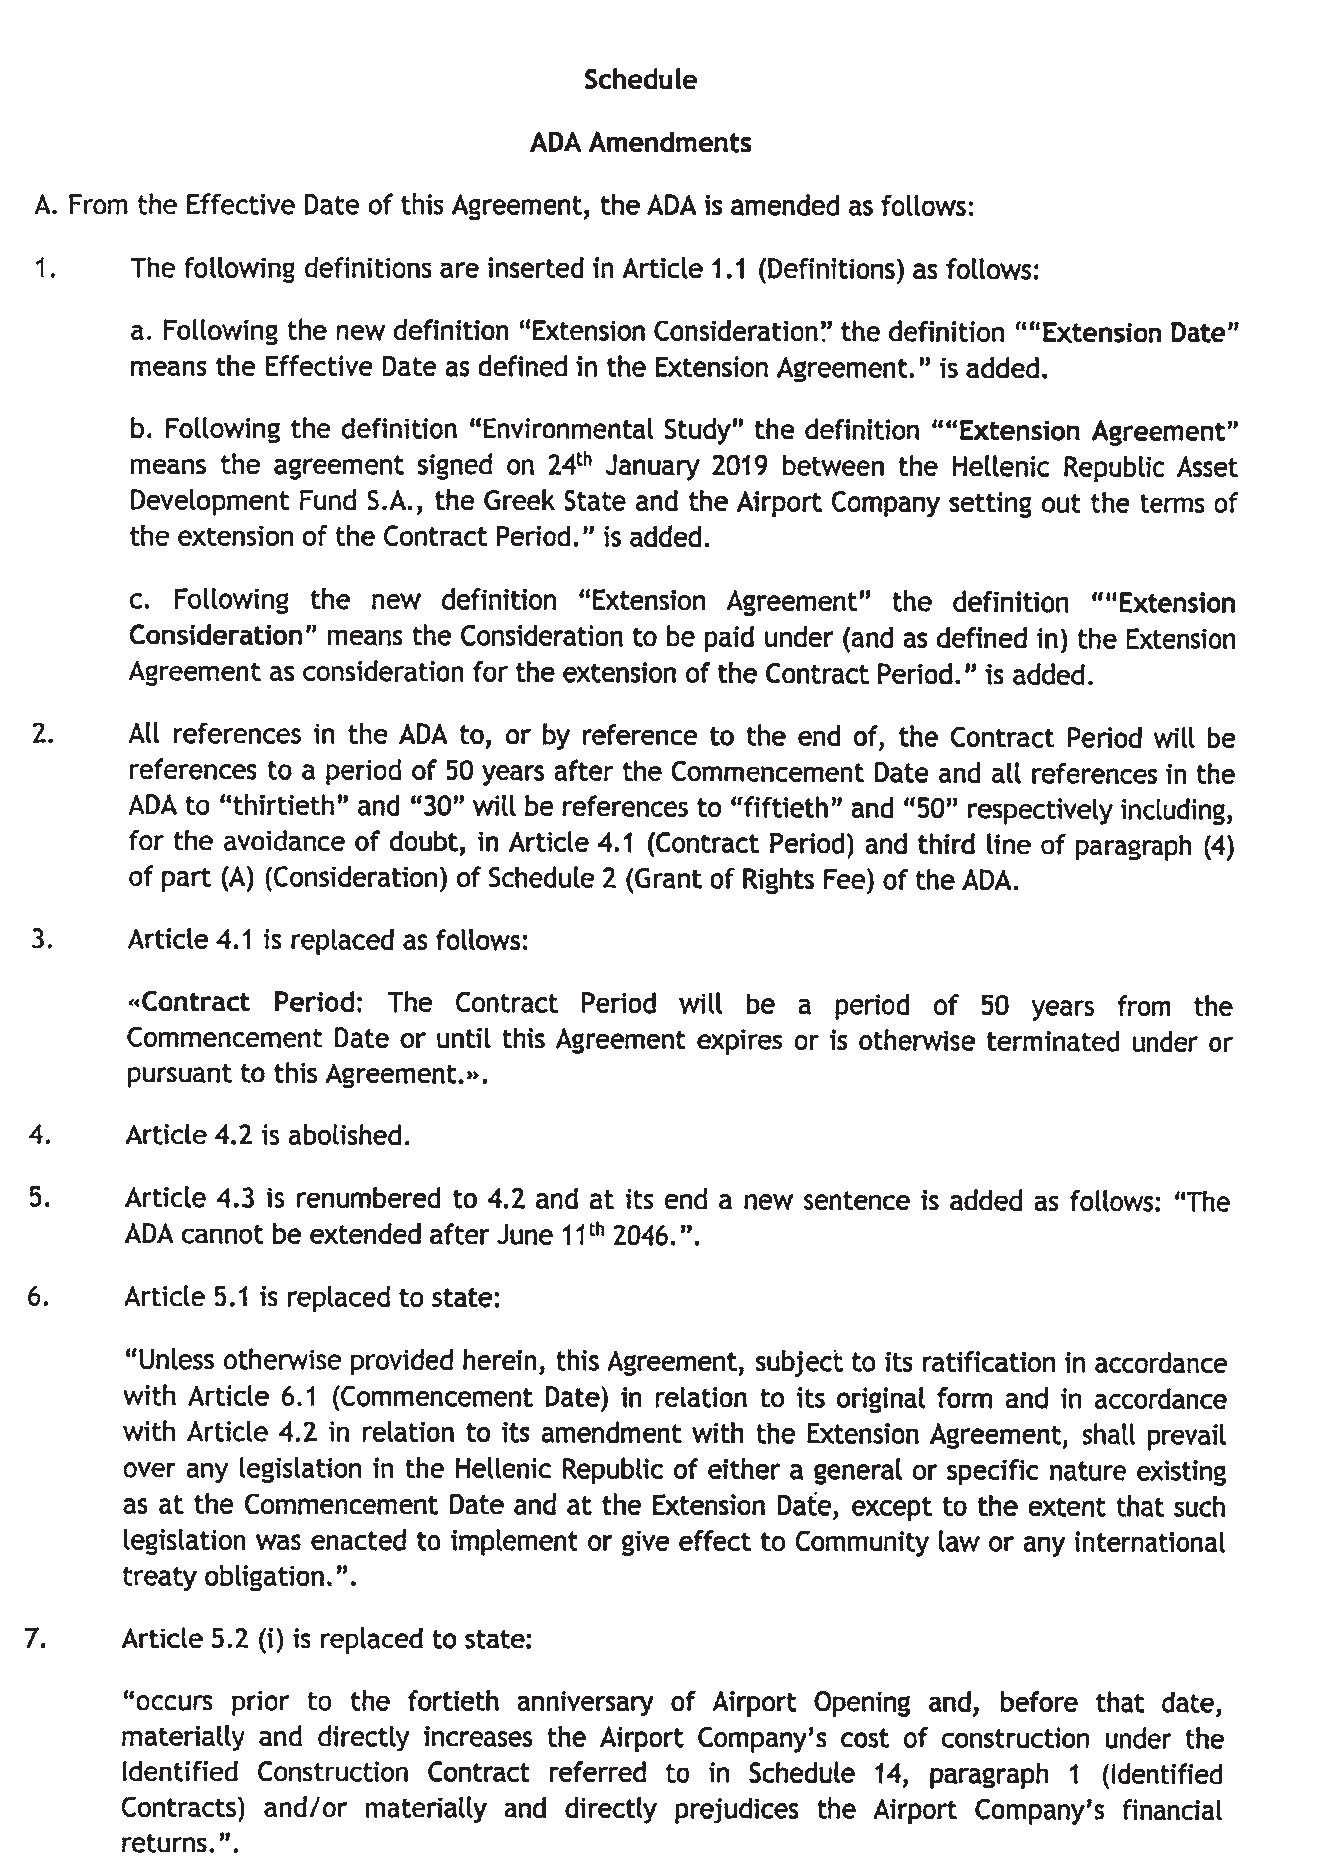 Schedule
ADA Amendments
A. From the Effective Date of this Agreement, the ADA is amended as follows:
1. The following definitions are inserted in Article 1.1 (Definitions) as follows:
a. Following the new definition “Extension Consideration” the definition ““Extension Date”
means the Effective Date as defined in the Extension Agreement.” is added.
b. Following the definition “Environmental Study” the definition ““Extension Agreement”
means the agreement signed on 24th January 2019 between the Hellenic Republic Asset
Development Fund S.A., the Greek State and the Airport Company setting out the terms of
the extension of the Contract Period.” is added.
c. Following the new definition “Extension Agreement” the definition ““Extension
Consideration” means the Consideration to be paid under (and as defined in) the Extension
Agreement as consideration for the extension of the Contract Period.” is added.
2. All references in the ADA to, or by reference to the end of, the Contract Period will be
references to a period of 50 years after the Commencement Date and all references in the
ADA to “thirtieth” and “30” will be references to “fiftieth” and “50” respectively including,
for the avoidance of doubt, in Article 4.1 (Contract Period) and third line of paragraph (4)
of part (A) (Consideration) of Schedule 2 (Grant of Rights Fee) of the ADA.
3. Article 4.1 is replaced as follows:
«Contract Period: The Contract Period will be a period of 50 years from the
Commencement Date or until this Agreement expires or is otherwise terminated under or
pursuant to this Agreement.».
4. Article 4.2 is abolished.
5. Article 4.3 is renumbered to 4.2 and at its end a new sentence is added as follows: “The
ADA cannot be extended after June 11th 2046.”.
6. Article 5.1 is replaced to state:
“Unless otherwise provided herein, this Agreement, subject to its ratification in accordance
with Article 6.1 (Commencement Date) in relation to its original form and in accordance
with Article 4.2 in relation to its amendment with the Extension Agreement, shall prevail
over any legislation in the Hellenic Republic of either a general or specific nature existing
as at the Commencement Date and at the Extension Date, except to the extent that such
legislation was enacted to implement or give effect to Community law or any international
treaty obligation.”.
7. Article 5.2 (i) is replaced to state:
“occurs prior to the fortieth anniversary of Airport Opening and, before that date,
materially and directly increases the Airport Company’s cost of construction under the
Identified Construction Contract referred to in Schedule 14, paragraph 1 (Identified
Contracts) and/or materially and directly prejudices the Airport Company’s financial
returns.”.